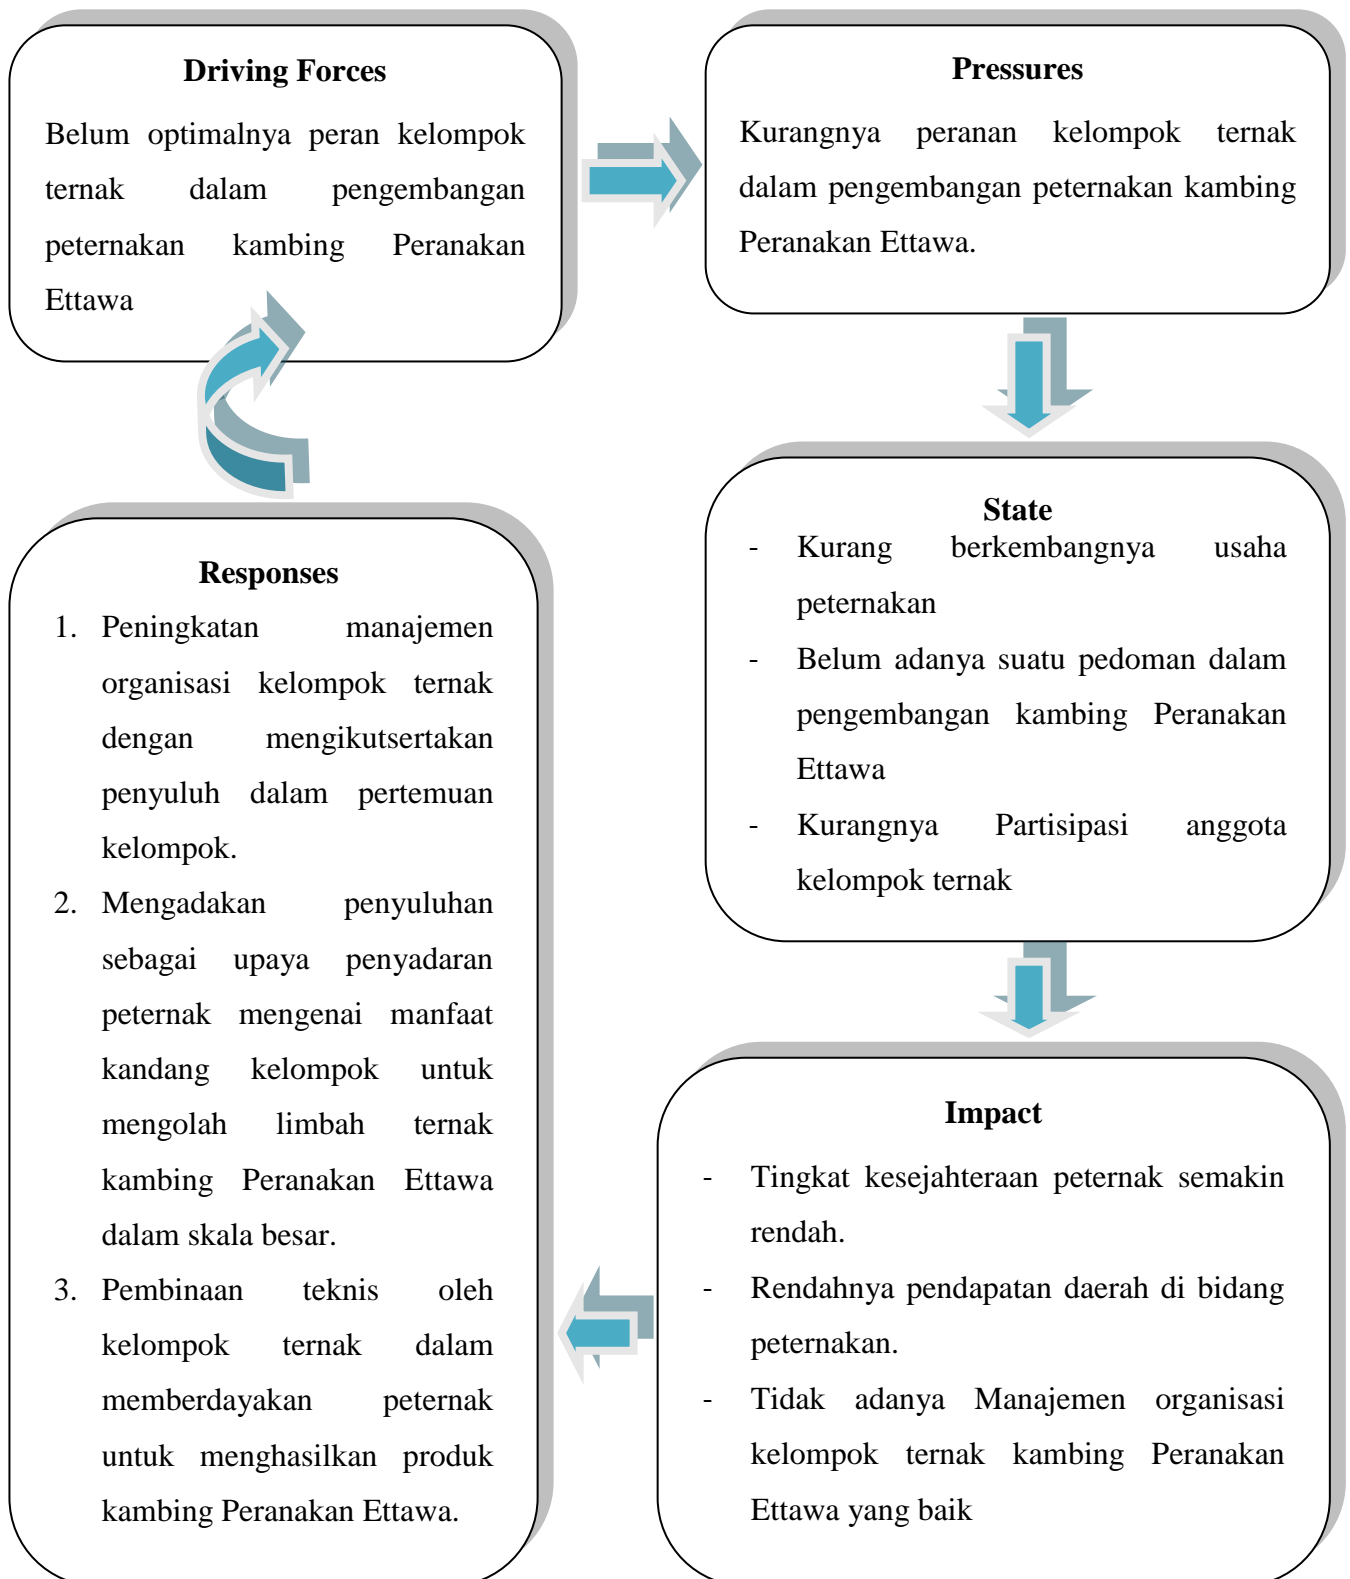 Driving Forces
Belum optimalnya peran kelompok
ternak dalam pengembangan
peternakan kambing Peranakan
Ettawa
Pressures
Kurangnya peranan kelompok ternak
dalam pengembangan peternakan kambing
Peranakan Ettawa.
State
- Kurang berkembangnya usaha
peternakan
- Belum adanya suatu pedoman dalam
pengembangan kambing Peranakan
Ettawa
- Kurangnya Partisipasi anggota
kelompok ternak
Impact
- Tingkat kesejahteraan peternak semakin
rendah.
- Rendahnya pendapatan daerah di bidang
peternakan.
- Tidak adanya Manajemen organisasi
kelompok ternak kambing Peranakan
Ettawa yang baik
Responses
1. Peningkatan manajemen
organisasi kelompok ternak
dengan mengikutsertakan
penyuluh dalam pertemuan
kelompok.
2. Mengadakan penyuluhan
sebagai upaya penyadaran
peternak mengenai manfaat
kandang kelompok untuk
mengolah limbah ternak
kambing Peranakan Ettawa
dalam skala besar.
3. Pembinaan teknis oleh
kelompok ternak dalam
memberdayakan peternak
untuk menghasilkan produk
kambing Peranakan Ettawa.